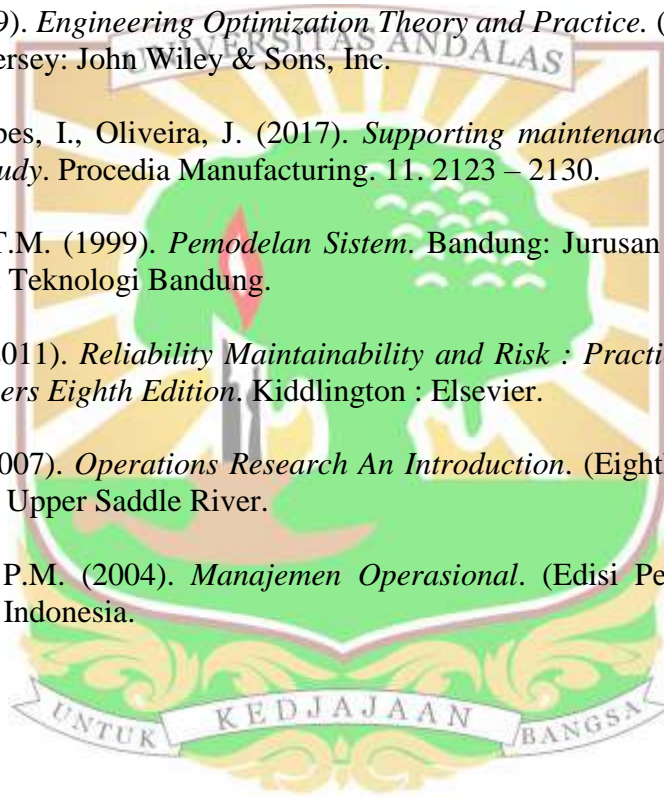 9). Engineering Optimization Theory and Practice. (
ersey: John Wiley & Sons, Inc.
UNIVERSITAS ANDALAS
pes, I., Oliveira, J. (2017). Supporting maintenanc
udy. Procedia Manufacturing. 11. 2123 – 2130.
T.M. (1999). Pemodelan Sistem. Bandung: Jurusan
Teknologi Bandung.
2011). Reliability Maintainability and Risk : Practi
ers Eighth Edition. Kiddlington : Elsevier.
007). Operations Research An Introduction. (Eight
Upper Saddle River.
P.M. (2004). Manajemen Operasional. (Edisi Pe
Indonesia.
UNTUK KEDJAJAAN BANGSA